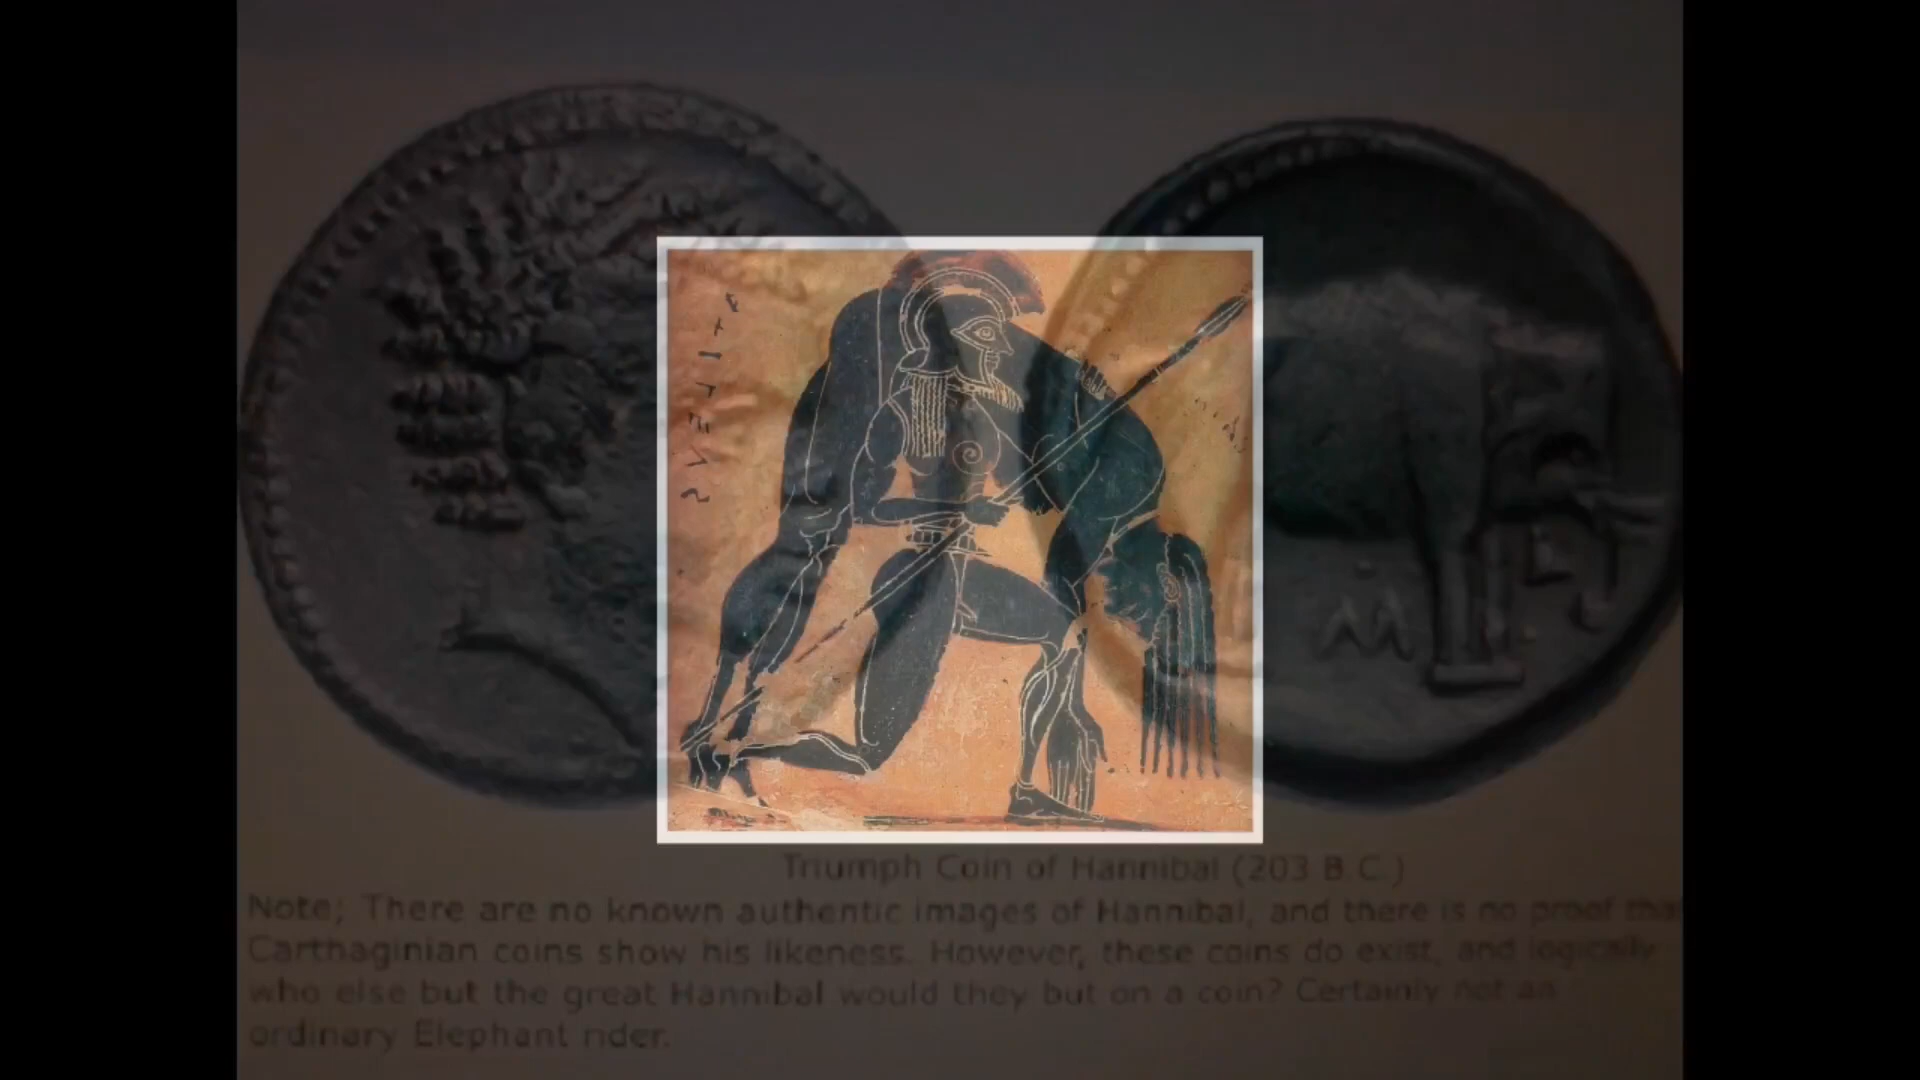 Triumph Coin of Hannibal (203 B.C.)
Note; There are no known authentic images of Hannibal, and there is no proof that
Carthaginian coins show his likeness. However, these coins do exist, and logically
who else but the great Hannibal would they but on a coin? Certainly not an
ordinary Elephant rider.